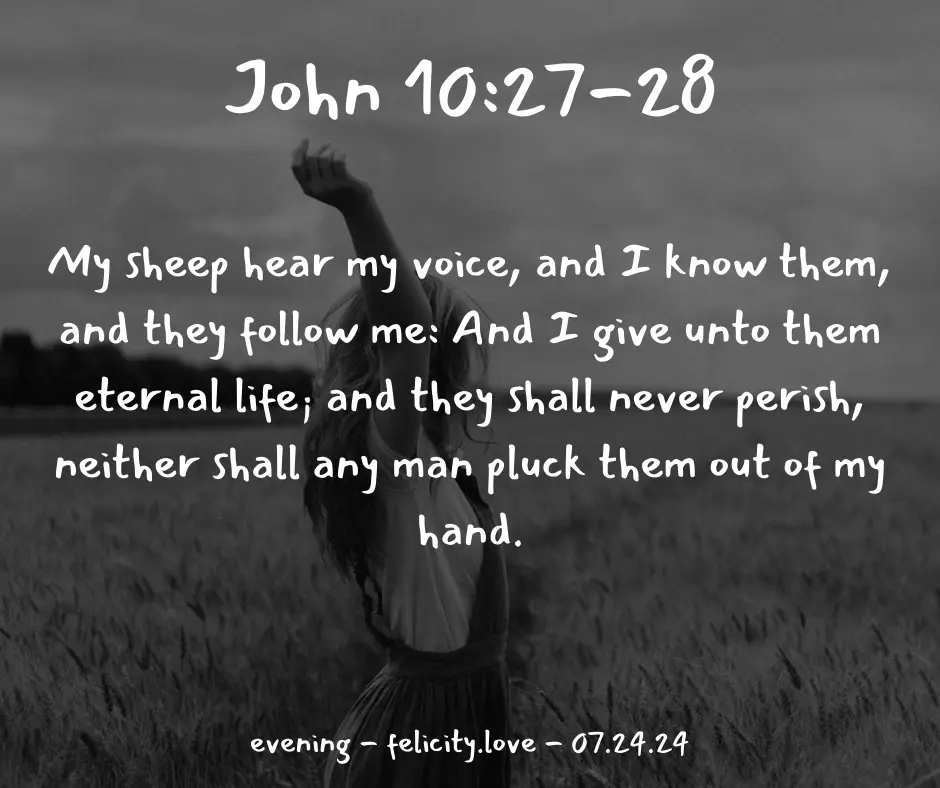 John 10:27-28
My sheep hear my voice, and I know them,
and they follow me: And I give unto them
eternal life; and they shall never perish,
neither shall any man pluck them out of my
hand.
evening - felicity.love - 07.24.24